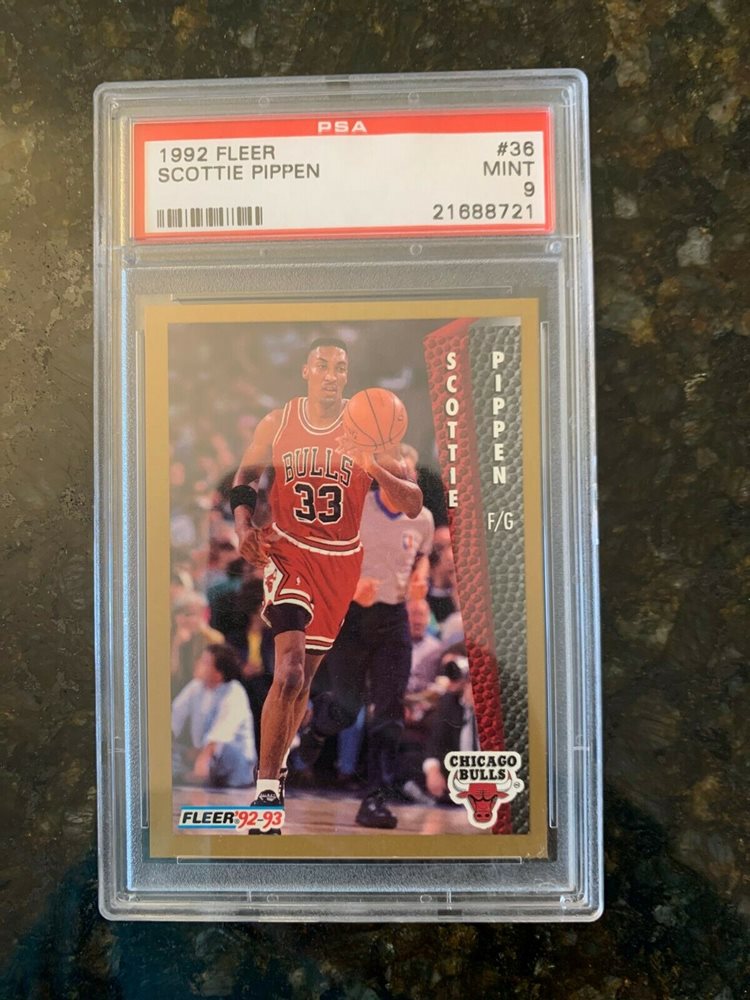 PSA
1992 FLEER #36
SCOTTIE PIPPEN MINT
9
21688721
SCOTTIE
PIPPEN
F/G
BULLS
33
CHICAGO
BULLS
FLEER '92-93